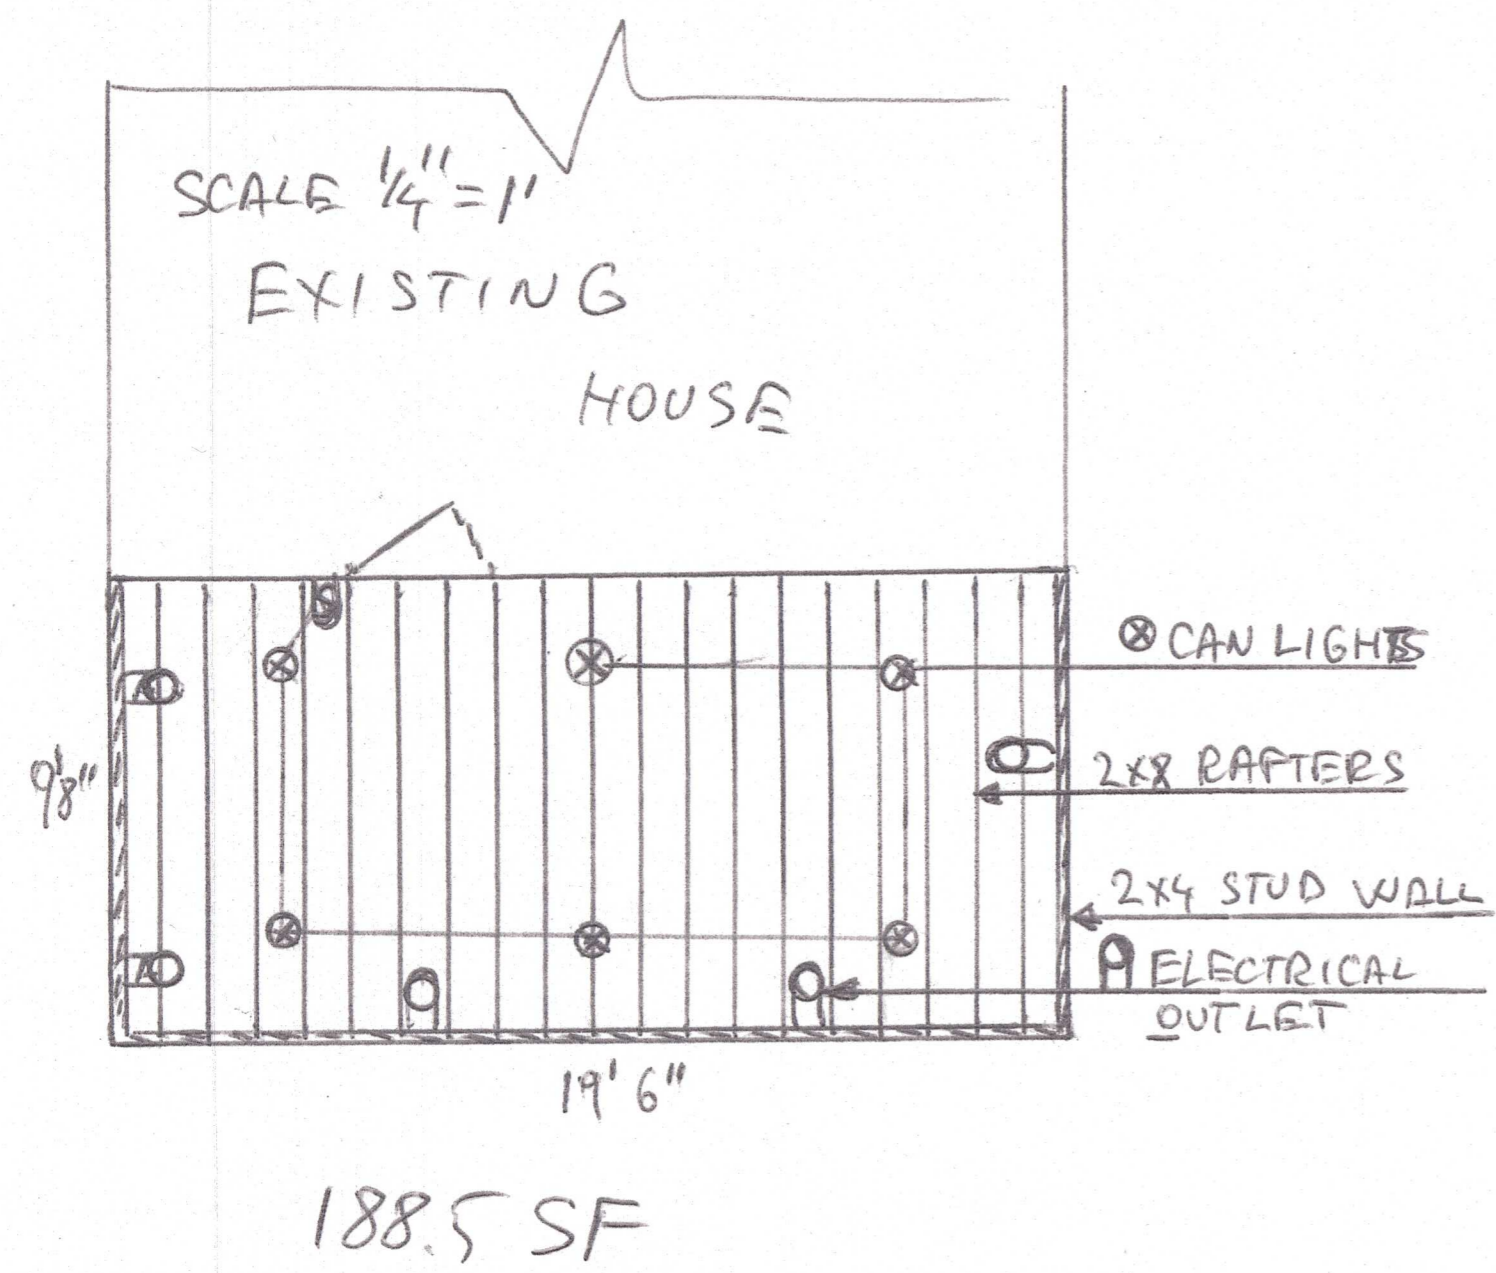 SCALE 1/4" = 1'
EXISTING
HOUSE
S
CAN LIGHTS
2x8 RAFTERS
9'8"
2x4 STUD WALL
ELECTRICAL
OUTLET
19' 6"
188.5 SF